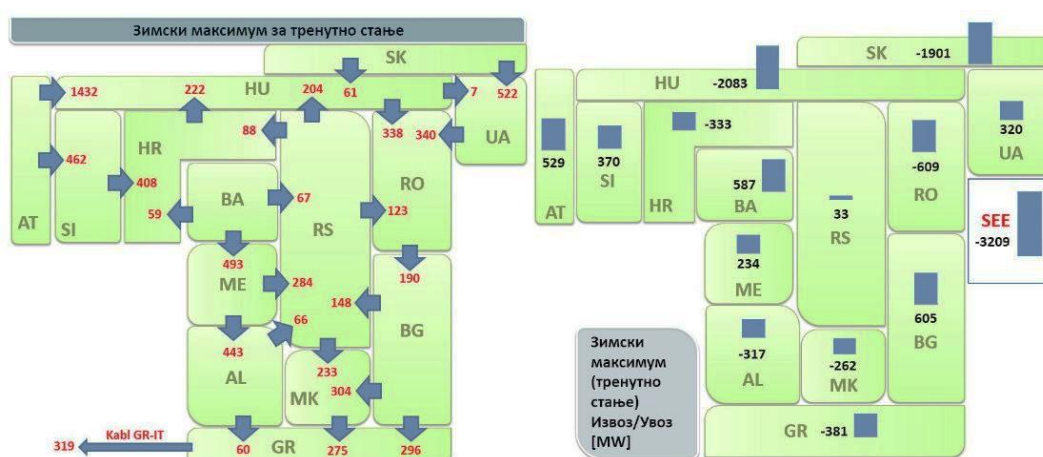 Зимски максимум за тренутно стање
SK
HU
1432
222
204
61
7
522
88
338
340
UA
HR
462
408
59
BA
67
RO
123
AT
SI
RS
493
ME
284
190
148
66
BG
443
AL
233
MK
304
Kabl GR-IT
319
60
GR
275
296
SK
-1901
HU
-2083
-333
529
370
SI
320
UA
-609
RO
AT
HR
587
BA
33
RS
SEE
-3209
234
ME
605
BG
-317
AL
-262
MK
Зимски
максимум
(тренутно
стање)
Извоз/Увоз
[MW]
GR
-381